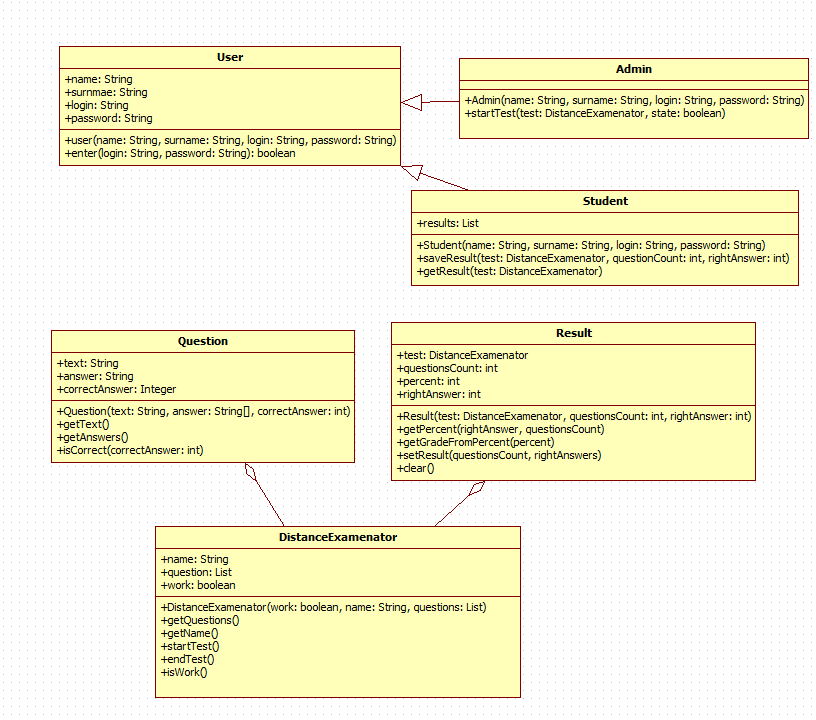 User
+name: String
+surnmae: String
+login: String
+password: String
+user(name: String, surname: String, login: String, password: String)
+enter(login: String, password: String): boolean
Admin
+Admin(name: String, surname: String, login: String, password: String)
+startTest(test: DistanceExamenator, state: boolean)
Student
+results: List
+Student(name: String, surname: String, login: String, password: String)
+saveResult(test: DistanceExamenator, questionCount: int, rightAnswer: int)
+getResult(test: DistanceExamenator)
Question
+text: String
+answer: String
+correctAnswer: Integer
+Question(text: String, answer: String[], correctAnswer: int)
+getText()
+getAnswers()
+isCorrect(correctAnswer: int)
Result
+test: DistanceExamenator
+questionsCount: int
+percent: int
+rightAnswer: int
+Result(test: DistanceExamenator, questionsCount: int, rightAnswer: int)
+getPercent(rightAnswer, questionsCount)
+getGradeFromPercent(percent)
+setResult(questionsCount, rightAnswers)
+clear()
DistanceExamenator
+name: String
+question: List
+work: boolean
+DistanceExamenator(work: boolean, name: String, questions: List)
+getQuestions()
+getName()
+startTest()
+endTest()
+isWork()